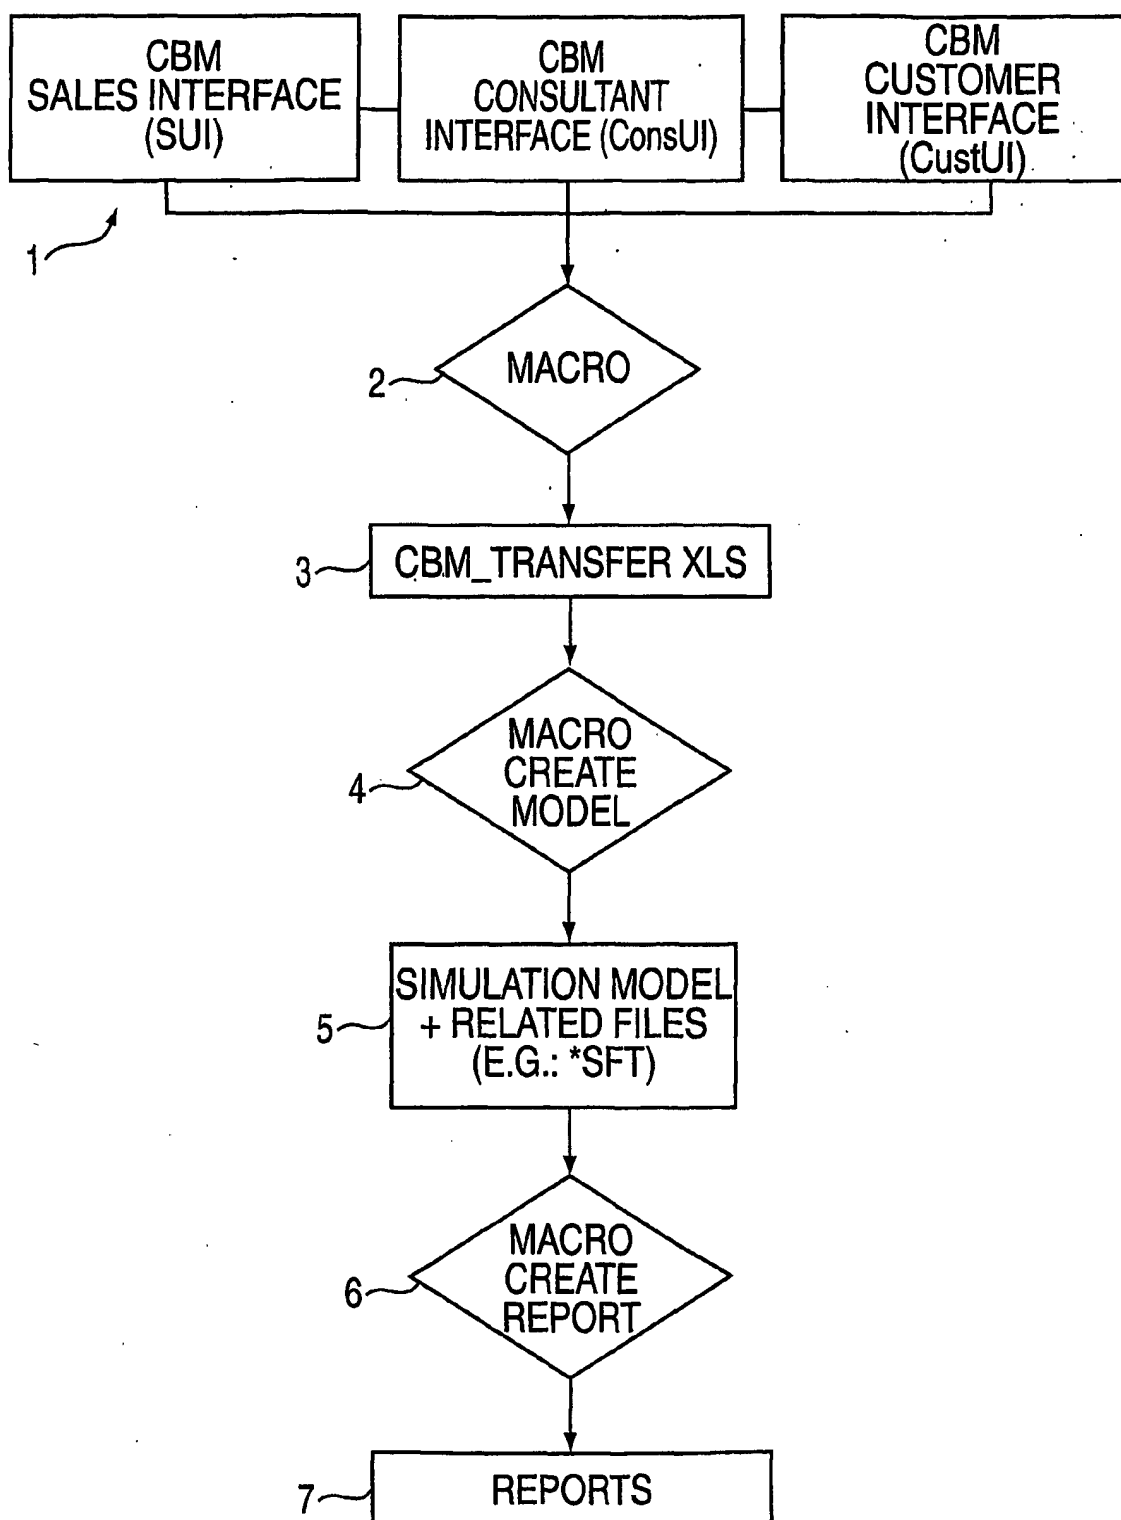 CBM
SALES INTERFACE
(SUI)
CBM
CONSULTANT
INTERFACE (ConsUI)
CBM
CUSTOMER
INTERFACE
(CustUI)
1
MACRO
2
CBM_TRANSFER XLS
3
MACRO
CREATE
MODEL
4
SIMULATION MODEL
+ RELATED FILES
(E.G.: *SFT)
5
MACRO
CREATE
REPORT
6
REPORTS
7